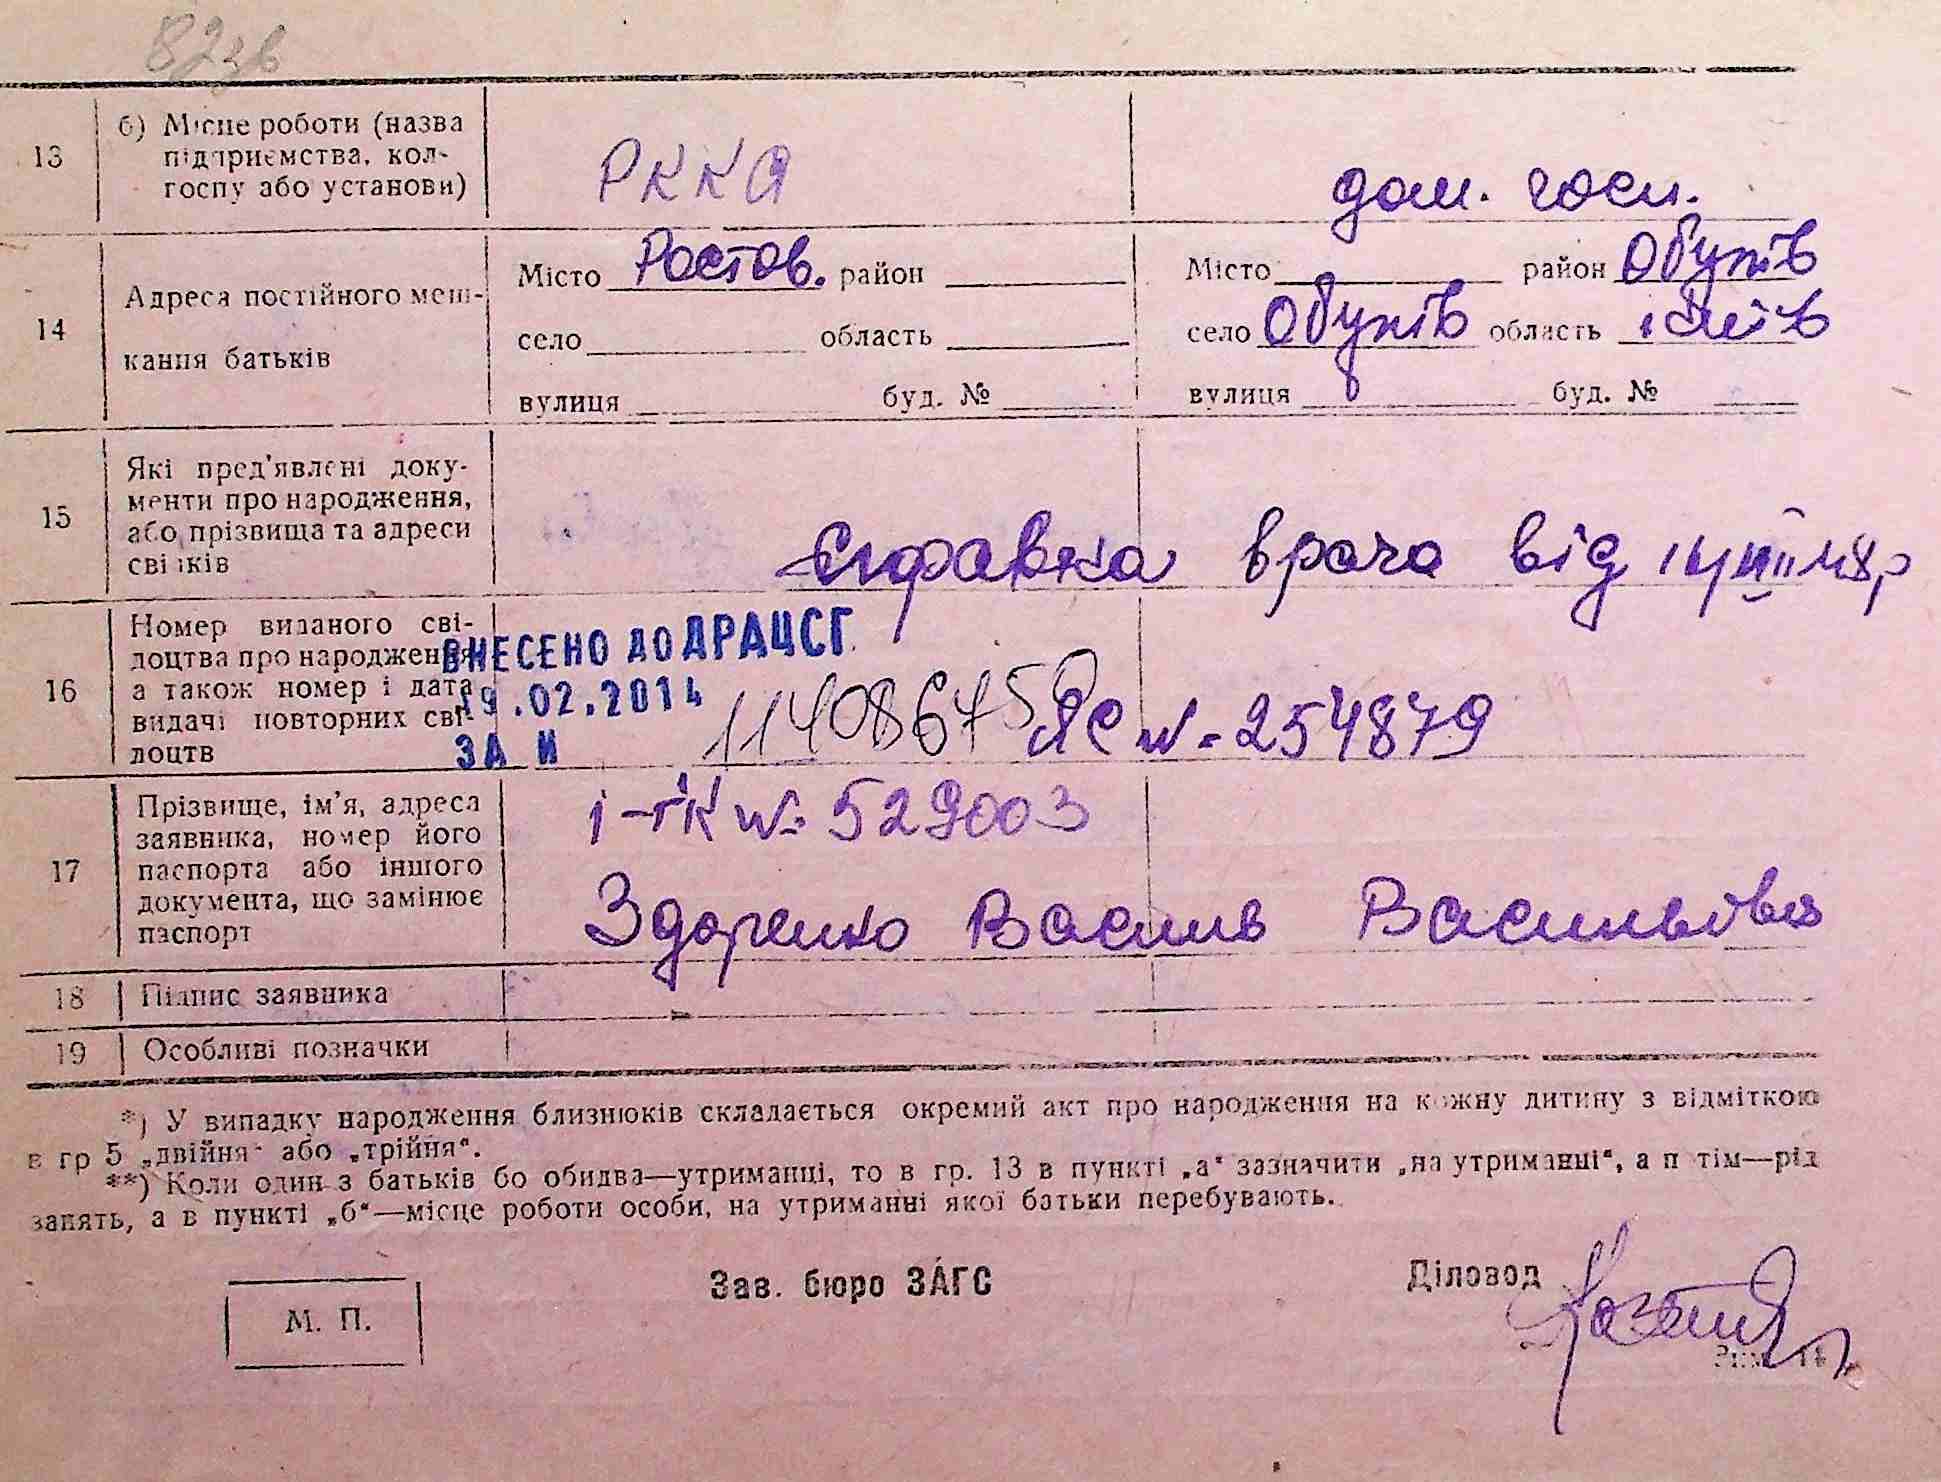 82зв
13
б) Місце роботи (назва
підприємства, кол-
госпу або установи)
РККА
дом. госп.
14
Адреса постійного меш-
кання батьків
Місто Ростов. район
село область
вулиця буд. №
Місто район Обухів
село Обухів область Київ
вулиця буд. №
15
Які пред'явлені доку-
менти про народження,
або прізвища та адреси
свідків
Справка врача від
16
Номер виданого сві-
доцтва про народження
а також номер і дата
видачі повторних сві-
доцтв
ВНЕСЕНО ДО ДРАЦСГ
19.02.2014
ЗА И
ЯС № 254879
17
Прізвище, ім'я, адреса
заявника, номер його
паспорта або іншого
документа, що замінює
паспорт
№ 529003
Здоренко Василь Васильович
18
Підпис заявника
19
Особливі позначки
*) У випадку народження близнюків складається окремий акт про народження на кожну дитину з відміткою
в гр 5 „двійня" або „трійня".
**) Коли один з батьків бо обидва—утриманці, то в гр. 13 в пункті „а" зазначити „на утриманні", а п тім—рід
занять, а в пункті „б"—місце роботи особи, на утриманні якої батьки перебувають.
М. П.
Зав. бюро ЗАГС
Діловод